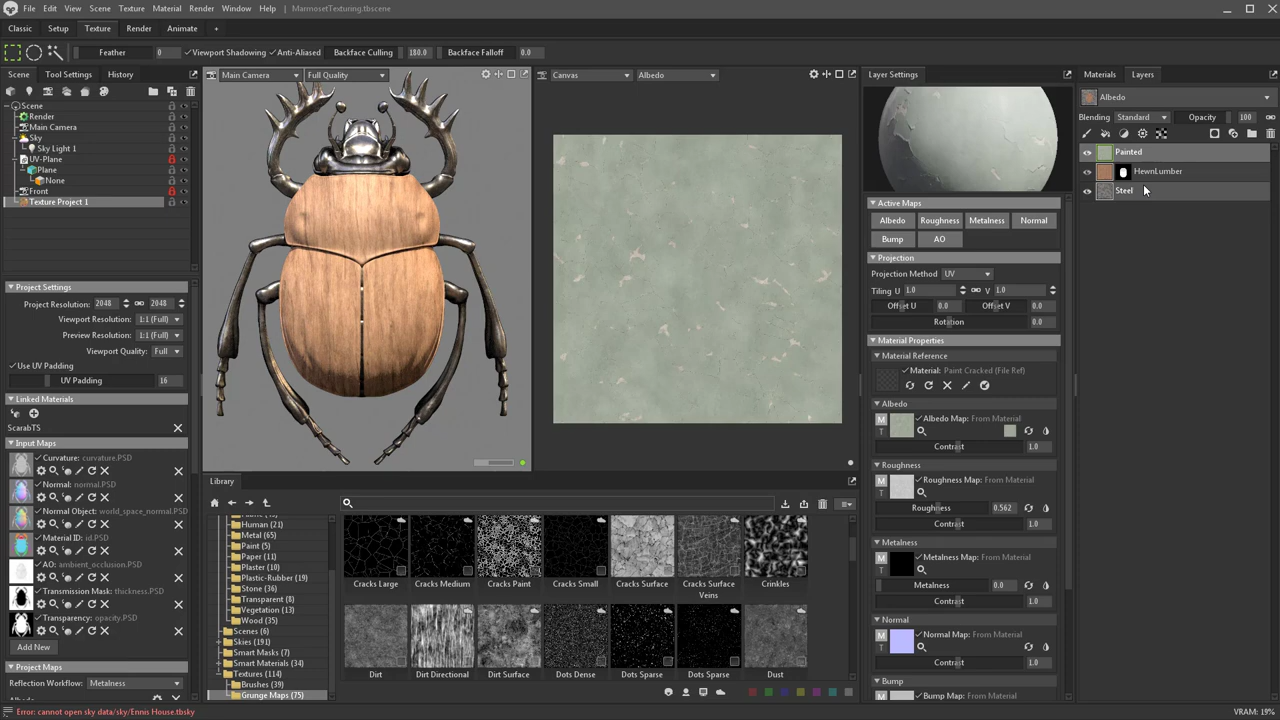 File Edit View Scene Texture Material Render Window Help MarmosetTexturing.tbscene
Classic Setup Texture Render Animate +
Feather 0 Viewport Shadowing Anti-Aliased Backface Culling 180.0 Backface Falloff 0.0
Scene Tool Settings History
Main Camera Full Quality
Canvas Albedo
Layer Settings
Materials Layers
Scene
Render
Main Camera
Sky
Sky Light 1
UV-Plane
Plane
None
Front
Texture Project 1
Project Settings
Project Resolution: 2048 2048
Viewport Resolution: 1:1 (Full)
Preview Resolution: 1:1 (Full)
Viewport Quality: Full
Use UV Padding
UV Padding 16
Linked Materials
ScarabTS
Input Maps
Curvature: curvature.PSD
Normal: normal.PSD
Normal Object: world_space_normal.PSD
Material ID: id.PSD
AO: ambient_occlusion.PSD
Transmission Mask: thickness.PSD
Transparency: opacity.PSD
Add New
Project Maps
Reflection Workflow: Metalness
Library
Human (21)
Metal (65)
Paint (5)
Paper (11)
Plaster (10)
Plastic-Rubber (19)
Stone (36)
Transparent (8)
Vegetation (13)
Wood (35)
Scenes (6)
Skies (191)
Smart Masks (7)
Smart Materials (34)
Textures (114)
Brushes (39)
Grunge Maps (75)
Cracks Large Cracks Medium Cracks Paint Cracks Small Cracks Surface Cracks Surface Veins Crinkles
Dirt Dirt Directional Dirt Surface Dots Dense Dots Sparse Dots Sparse Dust
Active Maps
Albedo Roughness Metalness Normal
Bump AO
Projection
Projection Method UV
Tiling U 1.0 V 1.0
Offset U 0.0 Offset V 0.0
Rotation 0.0
Material Properties
Material Reference
Material: Paint Cracked (File Ref)
Albedo
M
T
Albedo Map: From Material
Contrast 1.0
Roughness
M
T
Roughness Map: From Material
Roughness 0.562
Contrast 1.0
Metalness
M
T
Metalness Map: From Material
Metalness 0.0
Contrast 1.0
Normal
M
T
Normal Map: From Material
Contrast 1.0
Bump
M
Bump Map: From Material
Albedo
Blending Standard Opacity 100
Painted
HewnLumber
Steel
Error: cannot open sky data/sky/Ennis House.tbsky
VRAM: 19%